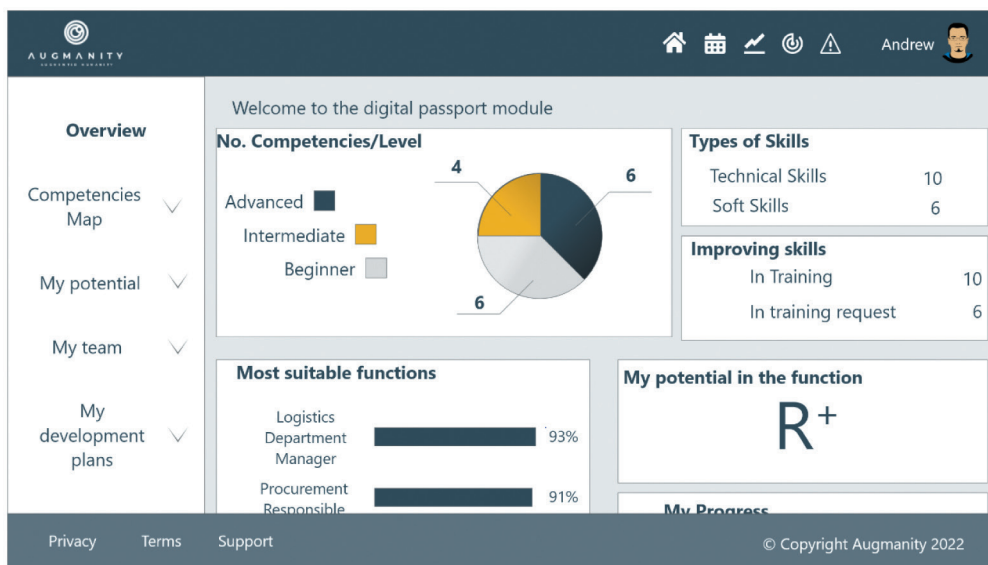 AUGMANITY
Andrew
Overview
Competencies
Map
My potential
My team
My
development
plans
Welcome to the digital passport module
No. Competencies/Level
Advanced
Intermediate
Beginner
4
6
6
Types of Skills
Technical Skills 10
Soft Skills 6
Improving skills
In Training 10
In training request 6
Most suitable functions
Logistics
Department
Manager
93%
Procurement
Responsible
91%
My potential in the function
R+
My Progress
Privacy Terms Support
© Copyright Augmanity 2022